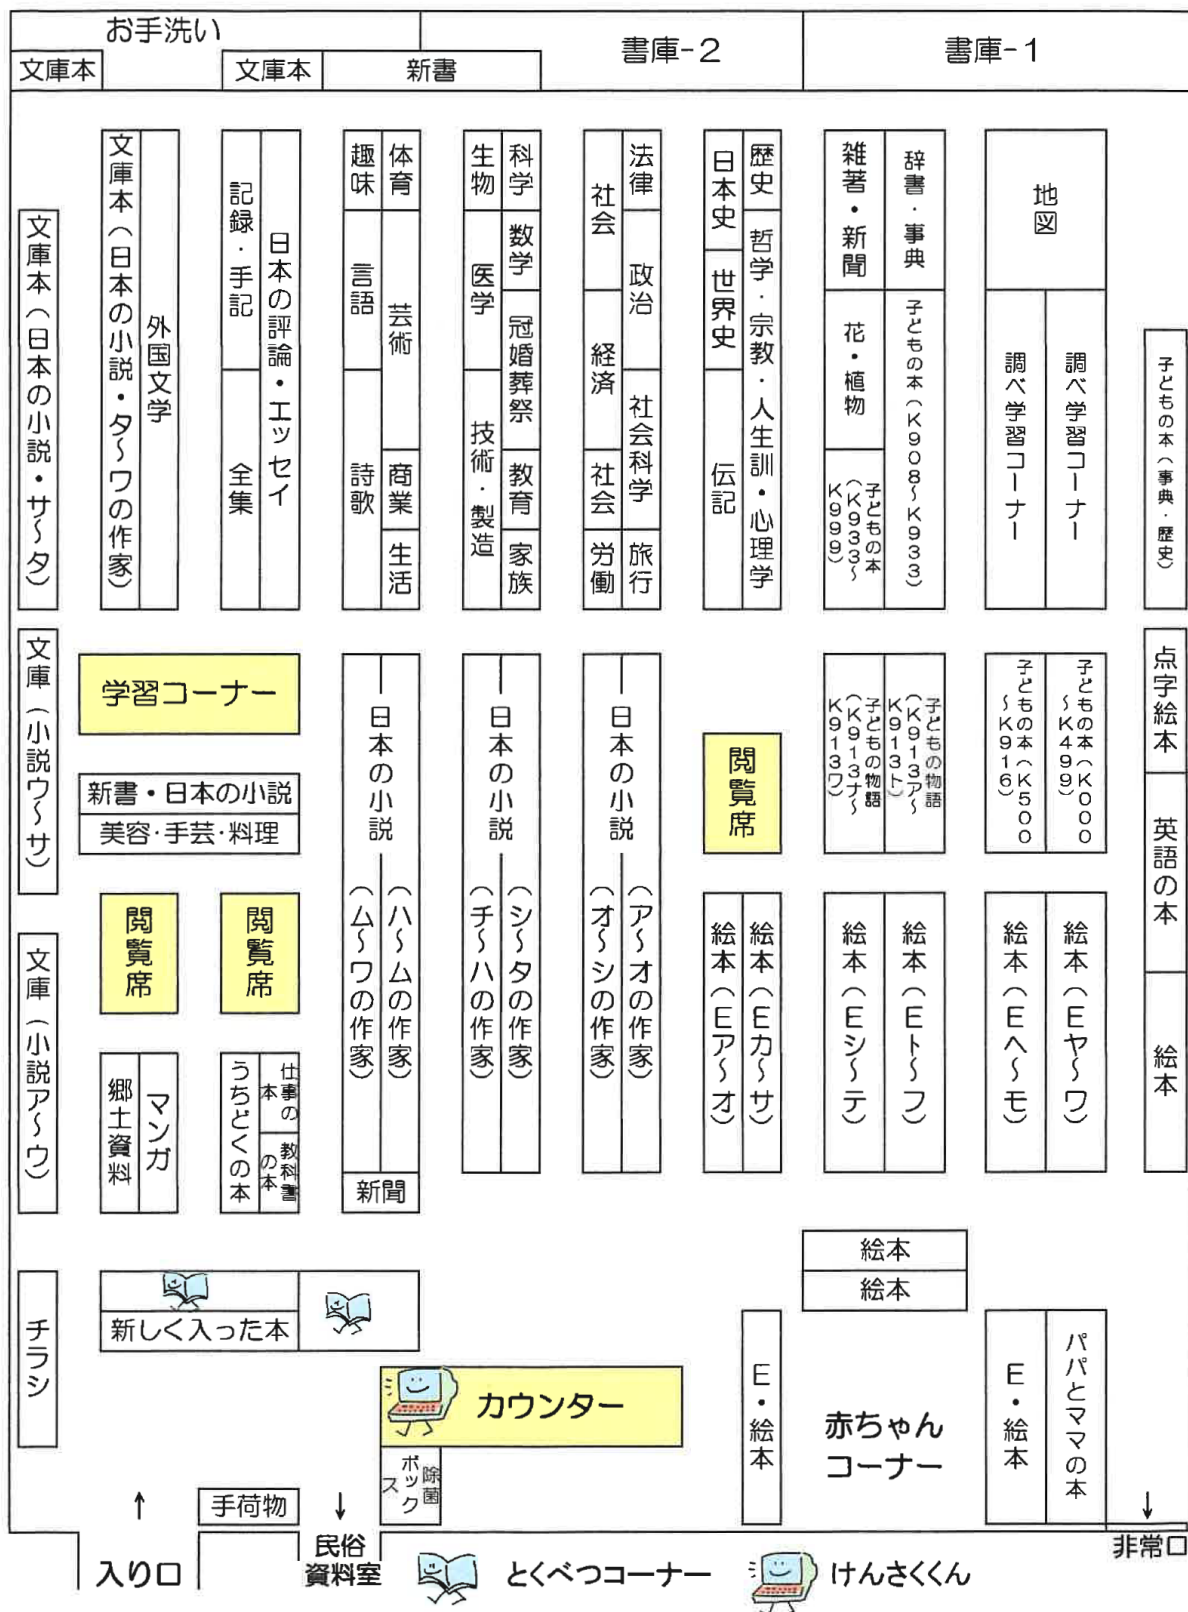 お手洗い
書庫-2
書庫-1
文庫本
文庫本
新書
文庫本（日本の小説・サ～タ）
文庫本（日本の小説・タ～ワの作家）
外国文学
記録・手記
全集
日本の評論・エッセイ
趣味
言語
詩歌
体育
芸術
商業
生活
生物
医学
技術・製造
科学
数学
冠婚葬祭
教育
家族
社会
経済
社会
労働
法律
政治
社会科学
旅行
日本史
世界史
伝記
歴史
哲学・宗教・人生訓・心理学
雑著・新聞
花・植物
子どもの本
（K933～
K999）
辞書・事典
子どもの本（K908～K933）
地図
調べ学習コーナー
調べ学習コーナー
子どもの本（事典・歴史）
文庫（小説ウ～サ）
学習コーナー
新書・日本の小説
美容・手芸・料理
閲覧席
閲覧席
日本の小説
（ム～ワの作家）
日本の小説
（ハ～ムの作家）
日本の小説
（チ～ハの作家）
（シ～タの作家）
日本の小説
（オ～シの作家）
（ア～オの作家）
閲覧席
子どもの物語
（K913ナ～
K913ワ）
子どもの物語
（K913ア～
K913ト）
子どもの本（K500
～K916）
子どもの本（K000
～K499）
点字絵本
英語の本
絵本
文庫（小説ア～ウ）
郷土資料
マンガ
うちどくの本
仕事の
本
教科書
の本
新聞
絵本（Eア～オ）
絵本（Eカ～サ）
絵本（Eシ～テ）
絵本（Eト～フ）
絵本（Eヘ～モ）
絵本（Eヤ～ワ）
絵本
絵本
チラシ
新しく入った本
カウンター
除菌
ボック
ス
E・絵本
赤ちゃん
コーナー
E・絵本
パパとママの本
↑
手荷物
↓
↓
入り口
民俗
資料室
とくべつコーナー
けんさくくん
非常口